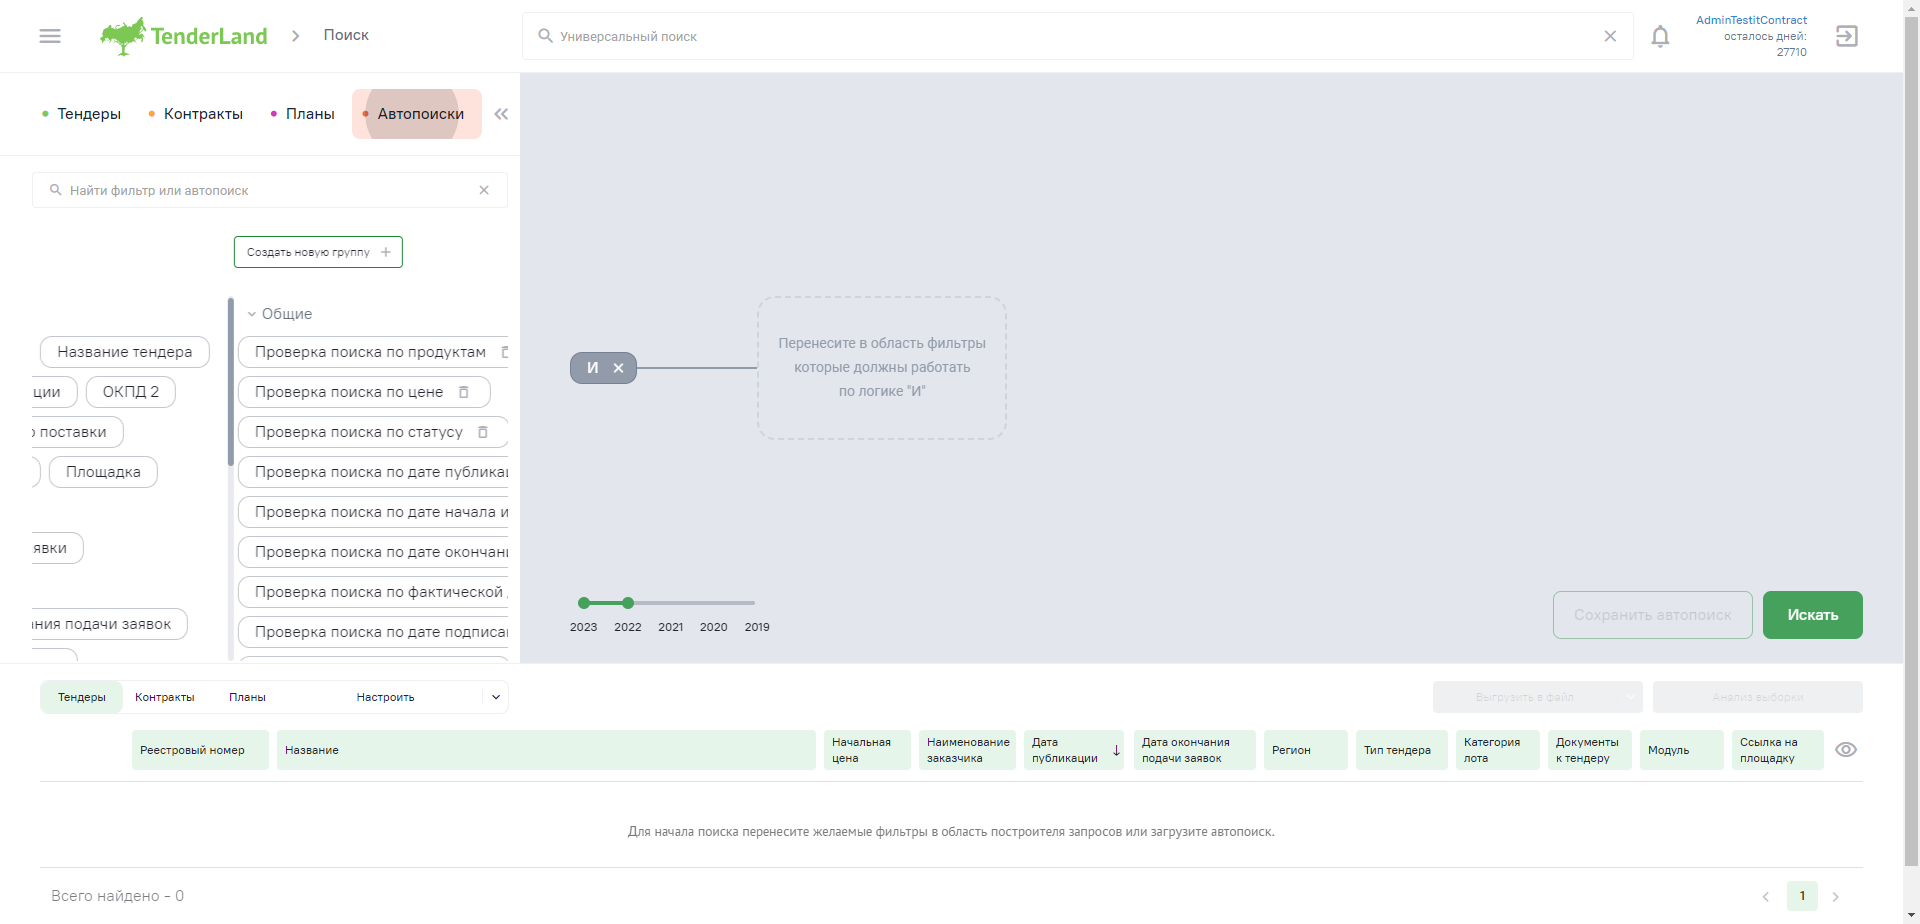 TenderLand
Поиск
Универсальный поиск
AdminTestitContract
осталось дней:
27710
Тендеры
Контракты
Планы
Автопоиски
Найти фильтр или автопоиск
Создать новую группу
Общие
Название тендера
Проверка поиска по продуктам
ции
ОКПД 2
Проверка поиска по цене
поставки
Проверка поиска по статусу
Площадка
Проверка поиска по дате публикац
Проверка поиска по дате начала и
явки
Проверка поиска по дате окончани
Проверка поиска по фактической
ания подачи заявок
Проверка поиска по дате подписа
И
Перенесите в область фильтры
которые должны работать
по логике "И"
2023
2022
2021
2020
2019
Сохранить автопоиск
Искать
Тендеры
Контракты
Планы
Настроить
Выгрузить в файл
Анализ выборки
Реестровый номер
Название
Начальная
цена
Наименование
заказчика
Дата
публикации
Дата окончания
подачи заявок
Регион
Тип тендера
Категория
лота
Документы
к тендеру
Модуль
Ссылка на
площадку
Для начала поиска перенесите желаемые фильтры в область построителя запросов или загрузите автопоиск.
Всего найдено - 0
1